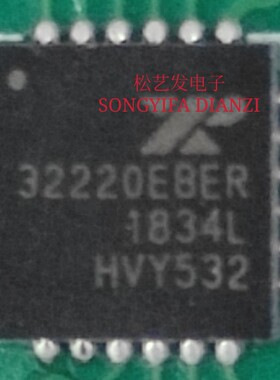 松艺发电子
SONGYIFA DIANZI
32220EBER
1834L
HVY532